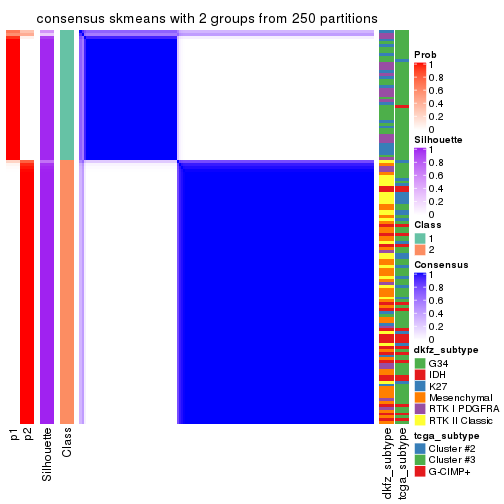 consensus skmeans with 2 groups from 250 partitions
Prob
1
0.8
0.6
0.4
0.2
0
Silhouette
1
0.8
0.6
0.4
0.2
0
Class
1
2
Consensus
1
0.8
0.6
0.4
0.2
0
dkfz_subtype
G34
IDH
K27
Mesenchymal
RTK I PDGFRA
RTK II Classic
tcga_subtype
Cluster #2
Cluster #3
G-CIMP+
p1
p2
Silhouette
Class
dkfz_subtype
tcga_subtype